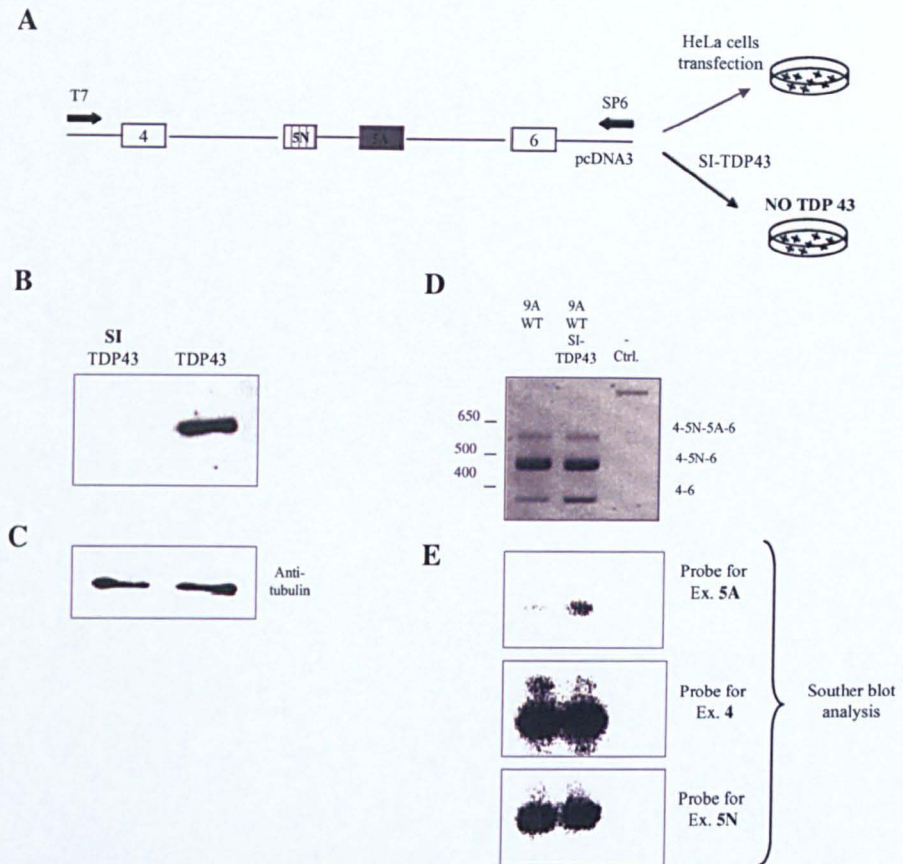 A
T7
4
5N
5A
6
SP6
pcDNA3
HeLa cells
transfection
SI-TDP43
NO TDP 43
B
SI
TDP43
TDP43
C
Anti-
tubulin
D
9A
WT
9A
WT
SI-
TDP43
-
Ctrl.
650
500
400
4-5N-5A-6
4-5N-6
4-6
E
Probe for
Ex. 5A
Probe for
Ex. 4
Probe for
Ex. 5N
Souther blot
analysis